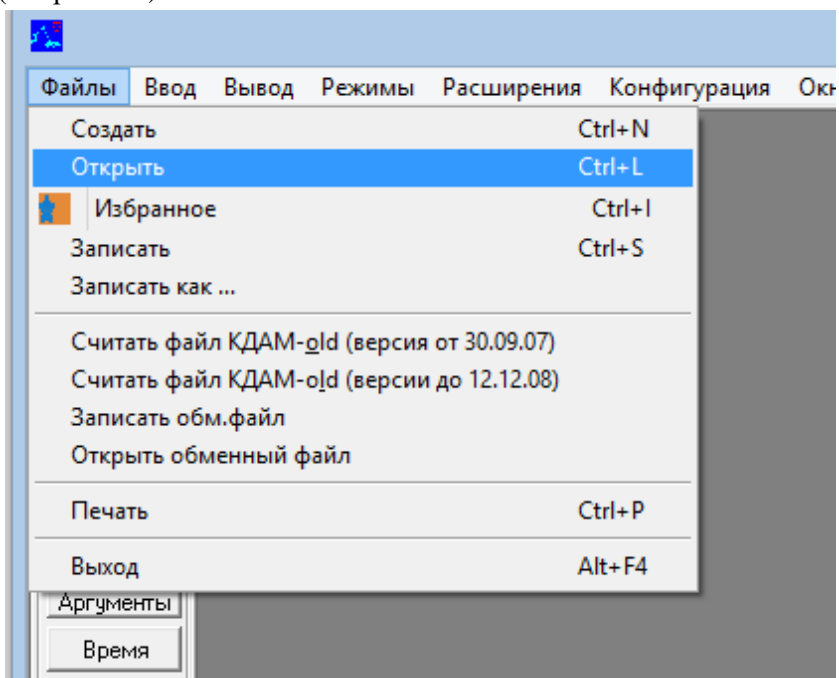 Файлы Ввод Вывод Режимы Расширения Конфигурация
Создать Ctrl+N
Открыть Ctrl+L
Избранное Ctrl+I
Записать Ctrl+S
Записать как ...
Считать файл КДАМ-old (версия от 30.09.07)
Считать файл КДАМ-old (версии до 12.12.08)
Записать обм.файл
Открыть обменный файл
Печать Ctrl+P
Выход Alt+F4
Аргументы
Время